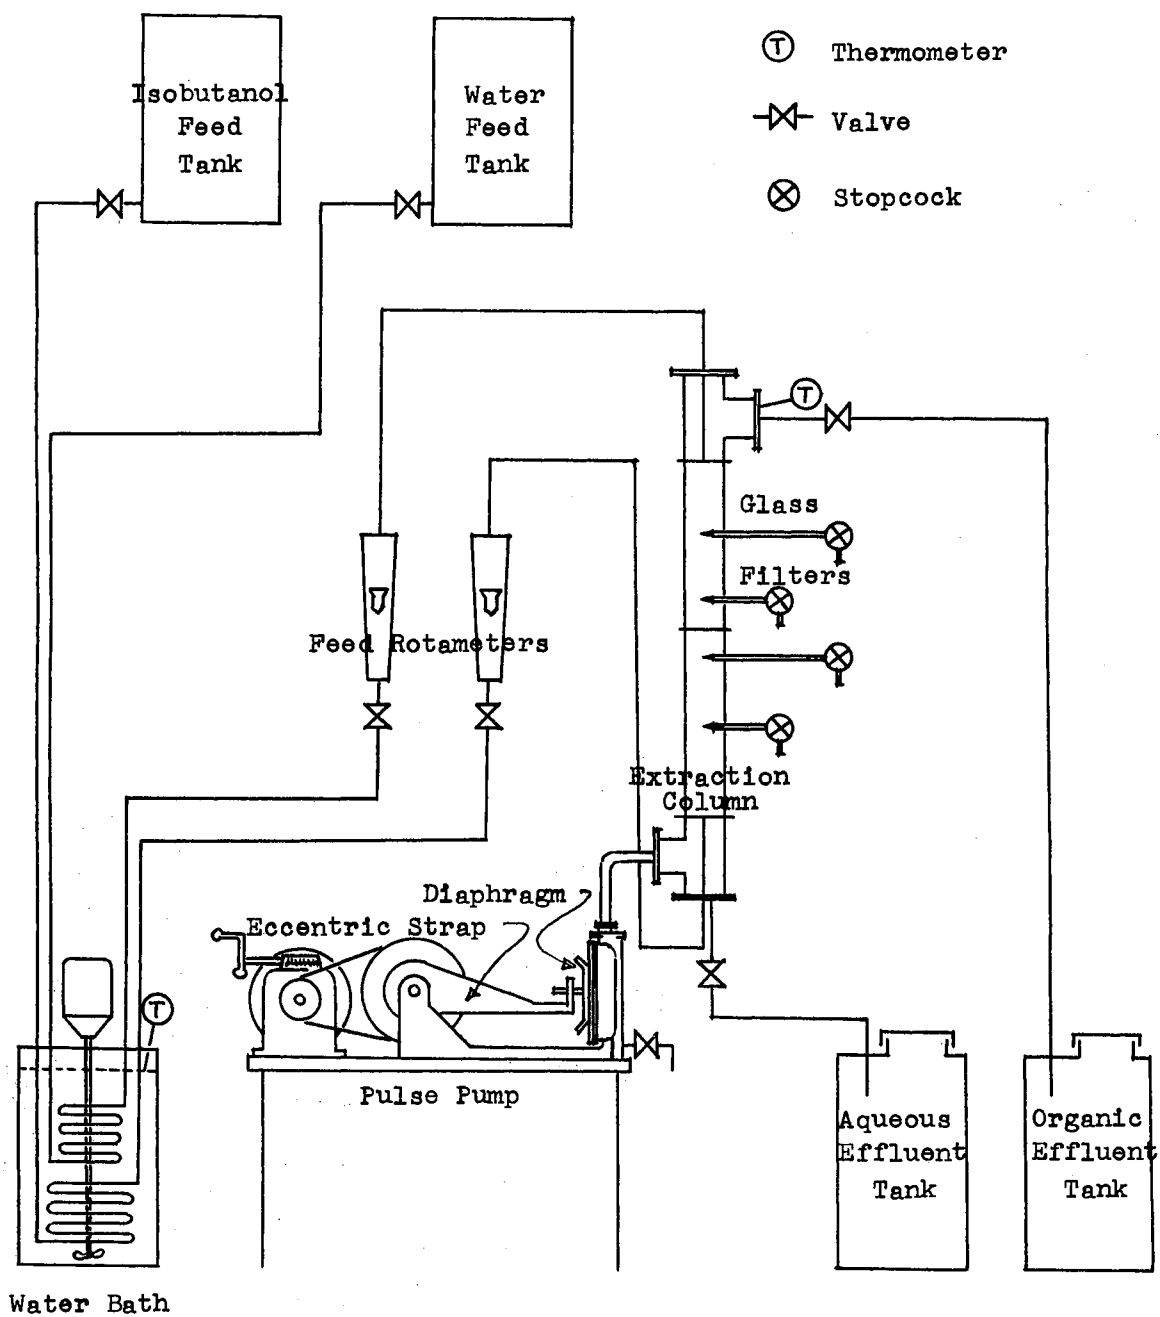 Isobutanol
Feed
Tank
Water
Feed
Tank
T
Thermometer
Valve
Stopcock
T
Glass
Filters
Feed Rotameters
Extraction
Column
Diaphragm
Eccentric Strap
T
Pulse Pump
Aqueous
Effluent
Tank
Organic
Effluent
Tank
Water Bath